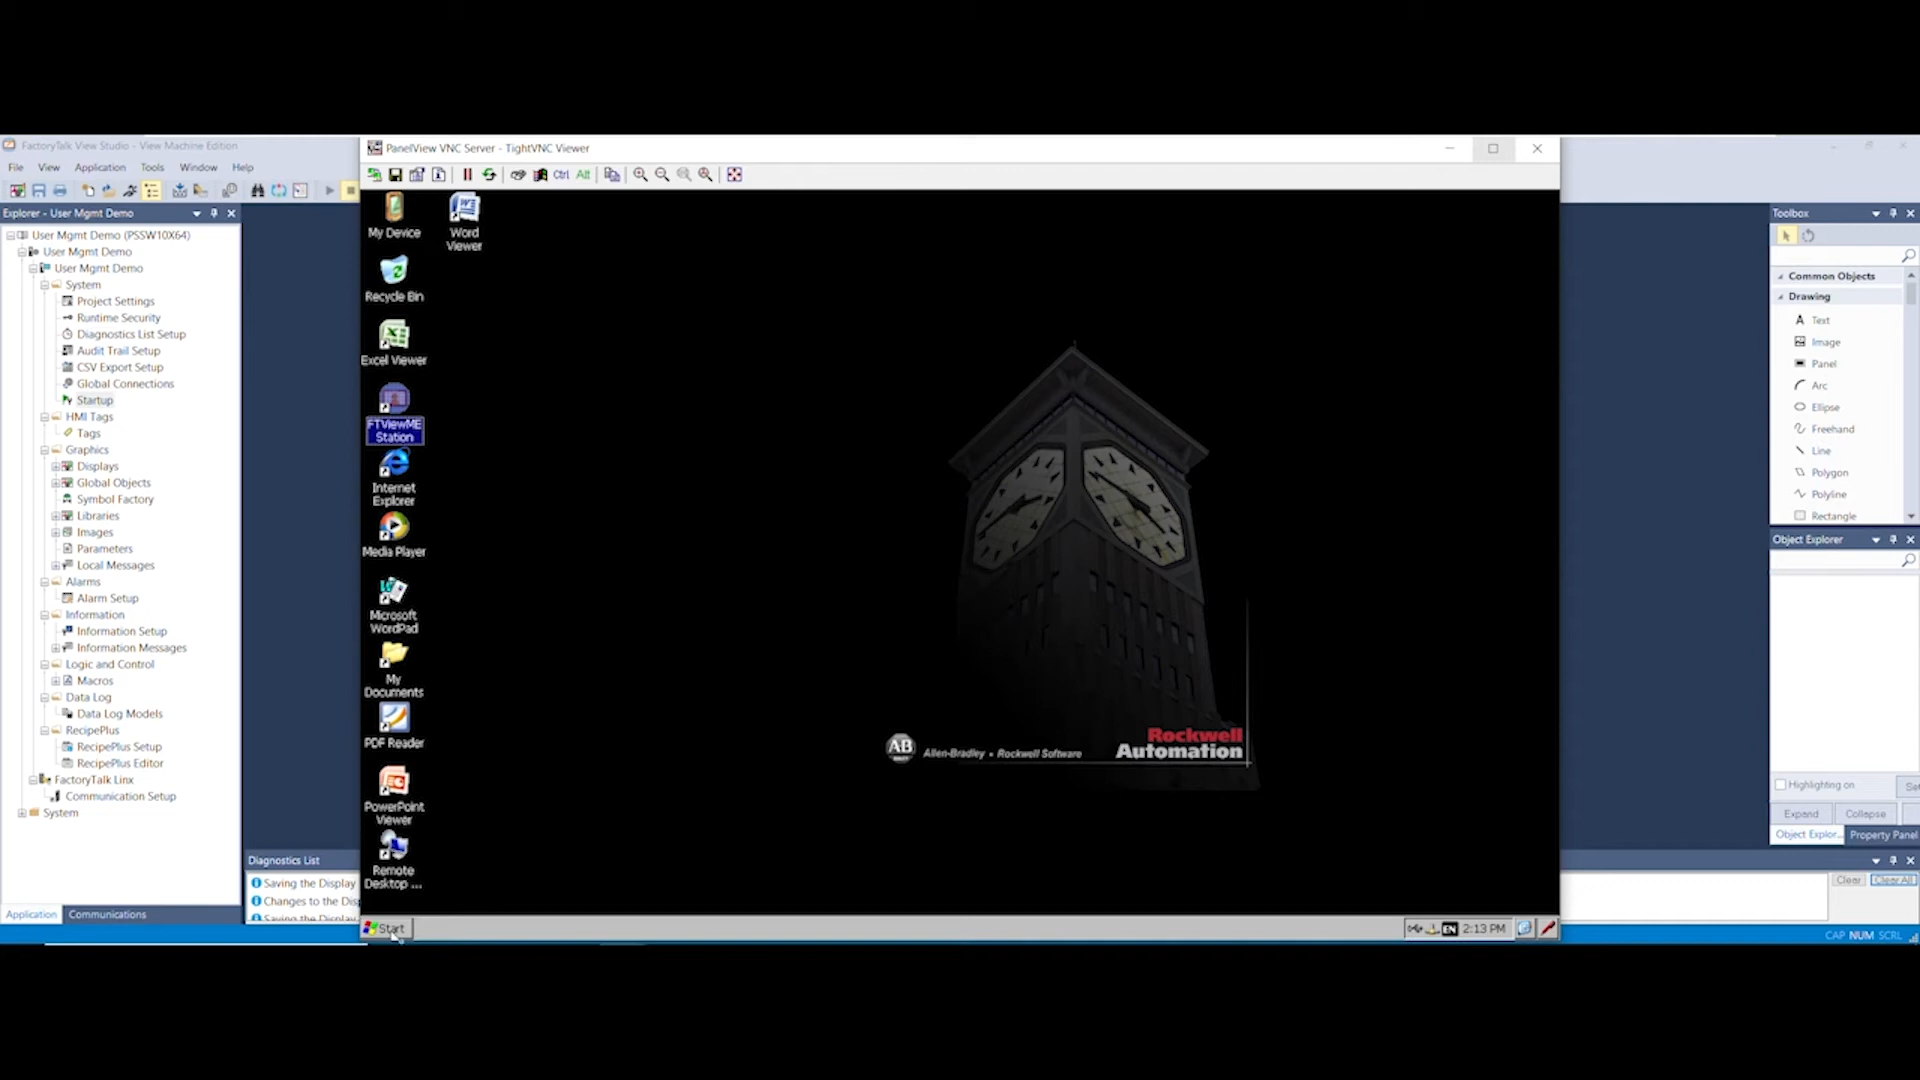 FactoryTalk View Studio - View Machine Edition
File View Application Tools Window Help
Explorer - User Mgmt Demo
User Mgmt Demo (PSSW10X64)
User Mgmt Demo
User Mgmt Demo
System
Project Settings
Runtime Security
Diagnostics List Setup
Audit Trail Setup
CSV Export Setup
Global Connections
Startup
HMI Tags
Tags
Graphics
Displays
Global Objects
Symbol Factory
Libraries
Images
Parameters
Local Messages
Alarms
Alarm Setup
Information
Information Setup
Information Messages
Logic and Control
Macros
Data Log
Data Log Models
RecipePlus
RecipePlus Setup
RecipePlus Editor
FactoryTalk Linx
Communication Setup
System
Application Communications
Diagnostics List
Saving the Display
Changes to the Disp
Saving the Display
PanelView VNC Server - TightVNC Viewer
Ctrl Alt
My Device
Word
Viewer
Recycle Bin
Excel Viewer
FTViewME
Station
Internet
Explorer
Media Player
Microsoft
WordPad
My
Documents
PDF Reader
PowerPoint
Viewer
Remote
Desktop ...
AB
Allen-Bradley • Rockwell Software
Rockwell
Automation
Start
EN 2:13 PM
Toolbox
Common Objects
Drawing
Text
Image
Panel
Arc
Ellipse
Freehand
Line
Polygon
Polyline
Rectangle
Object Explorer
Highlighting on
Expand Collapse
Object Explor... Property Panel
Clear Clear All
CAP NUM SCRL